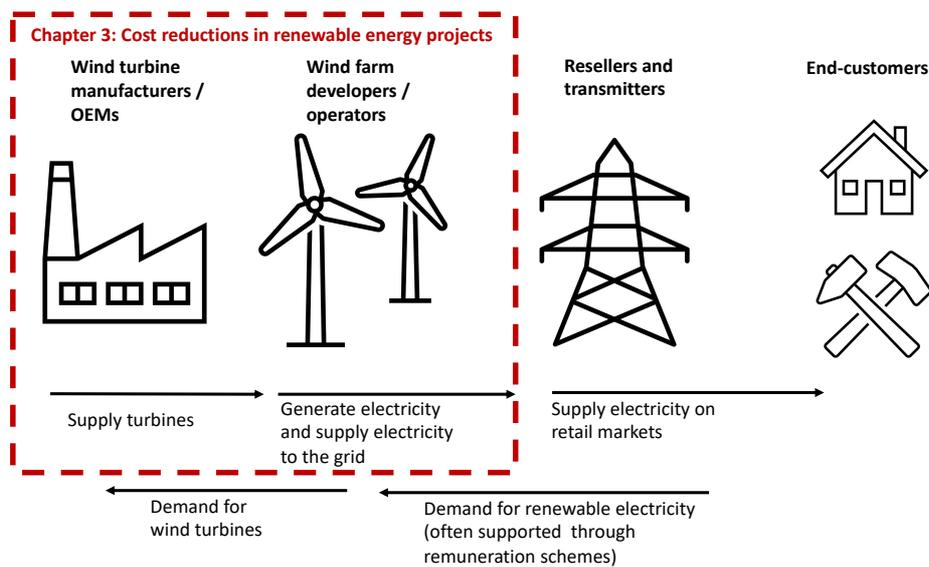 Chapter 3: Cost reductions in renewable energy projects
Wind turbine
manufacturers /
OEMs
Wind farm
developers /
operators
Resellers and
transmitters
End-customers
Supply turbines
Generate electricity
and supply electricity
to the grid
Supply electricity on
retail markets
Demand for
wind turbines
Demand for renewable electricity
(often supported through
remuneration schemes)